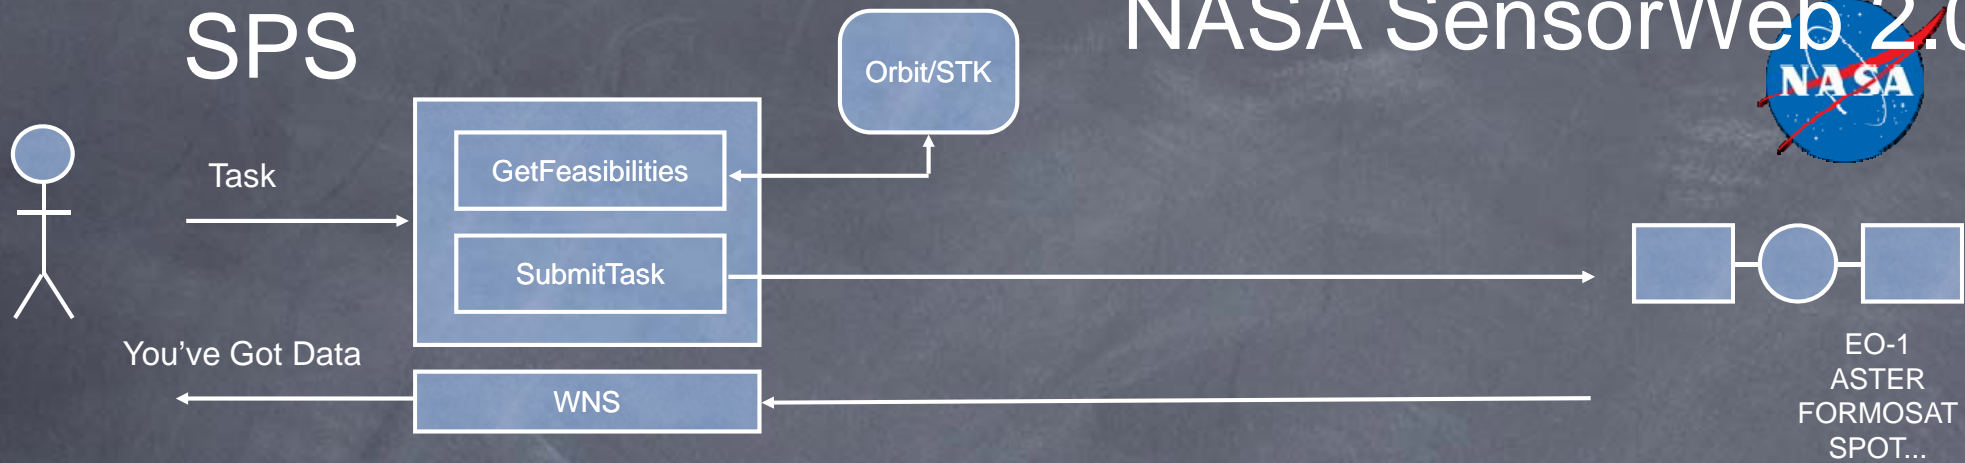 SPS
NASA SensorWeb 2.0
NASA
Orbit/STK
Task
GetFeasibilities
SubmitTask
You've Got Data
WNS
EO-1
ASTER
FORMOSAT
SPOT...